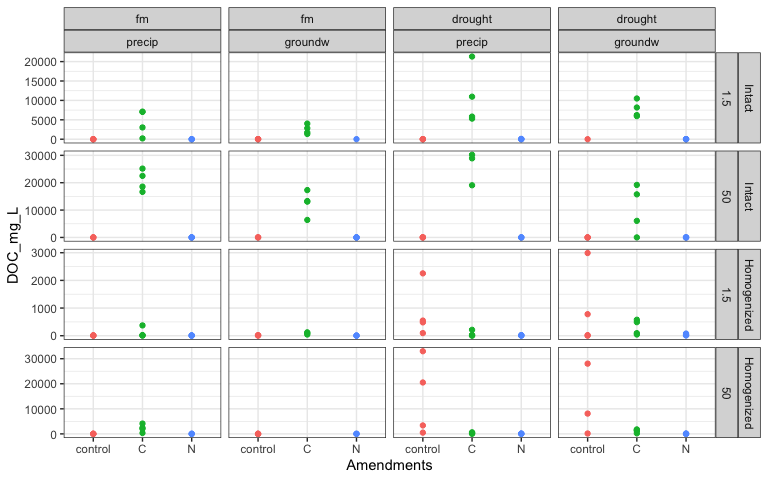 fm fm drought drought
precip groundw precip groundw
20000
15000
10000
5000
0
1.5 Intact
30000
20000
10000
0
50 Intact
DOC_mg_L
3000
2000
1000
0
1.5 Homogenized
30000
20000
10000
0
50 Homogenized
control C N control C N control C N control C N
Amendments